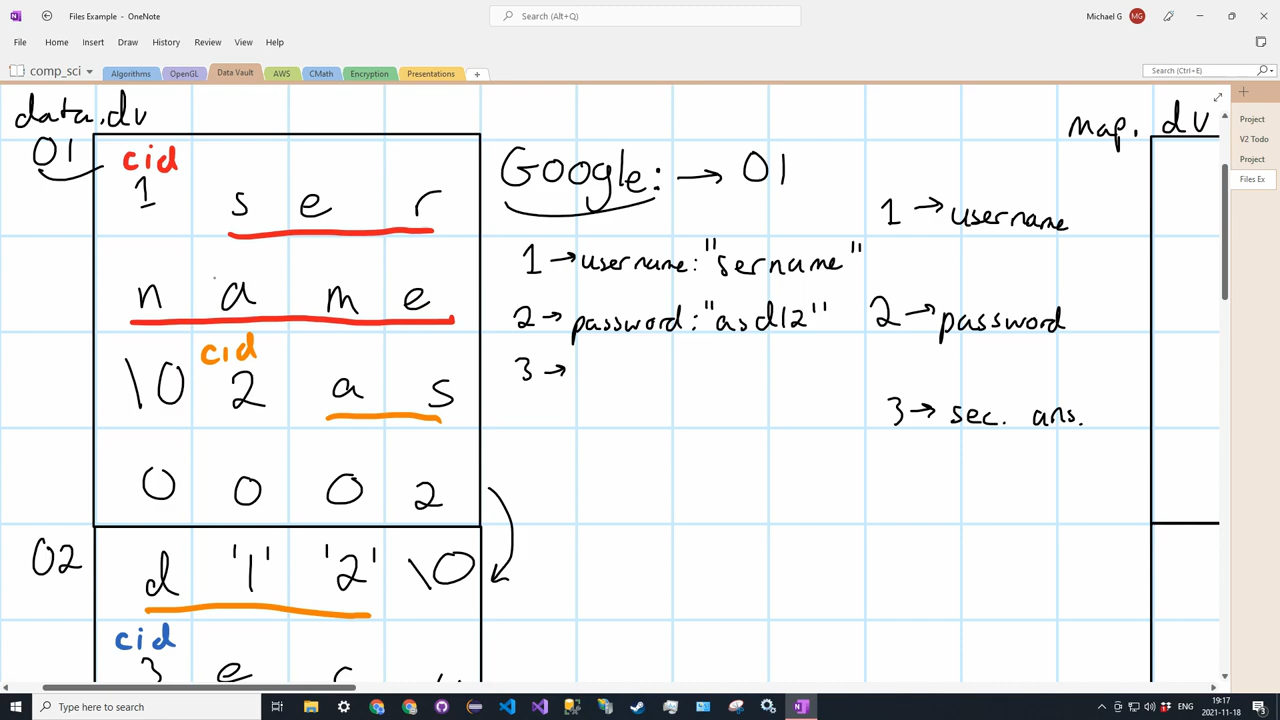 Files Example - OneNote
Search (Alt+Q)
Michael G
MG
File Home Insert Draw History Review View Help
comp_sci
Algorithms OpenGL Data Vault AWS CMath Encryption Presentations +
Search (Ctrl+E)
data.dv
01
cid
1 s e r
n a m e
cid
\0 2 a s
0 0 0 2
02
d '1' '2' \0
cid
3 e c
Google: → 01
1 → username: "sername"
2 → password: "asd12"
3 →
1 → username
2 → password
3 → sec. ans.
map. dv
Project
V2 Todo
Project
Files Ex
Type here to search
ENG
19:17
2021-11-18